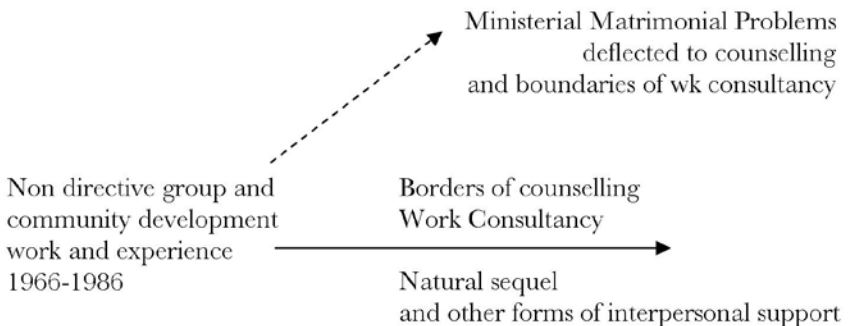 Ministerial Matrimonial Problems
deflected to counselling
and boundaries of wk consultancy
Non directive group and
community development
work and experience
1966-1986
Borders of counselling
Work Consultancy
Natural sequel
and other forms of interpersonal support